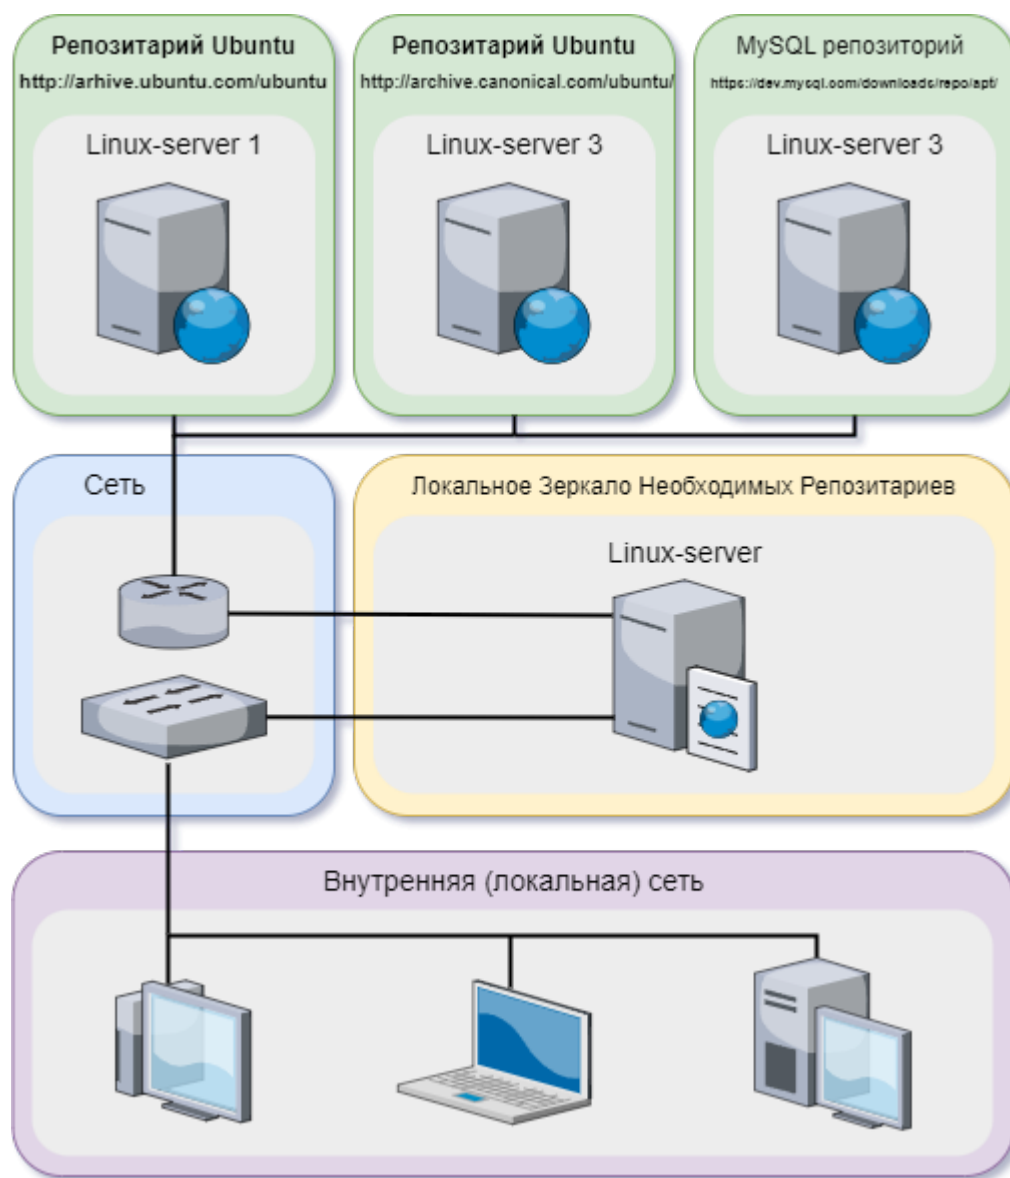 Репозитарий Ubuntu
http://arhive.ubuntu.com/ubuntu
Linux-server 1
Репозитарий Ubuntu
http://archive.canonical.com/ubuntu/
Linux-server 3
MySQL репозиторий
https://dev.mysql.com/downloads/repo/apt/
Linux-server 3
Сеть
Локальное Зеркало Необходимых Репозитариев
Linux-server
Внутренняя (локальная) сеть